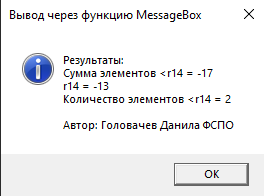 Вывод через функцию MessageBox
Результаты:
Сумма элементов <r14 = -17
r14 = -13
Количество элементов <r14 = 2
Автор: Головачев Данила ФСПО
ОК